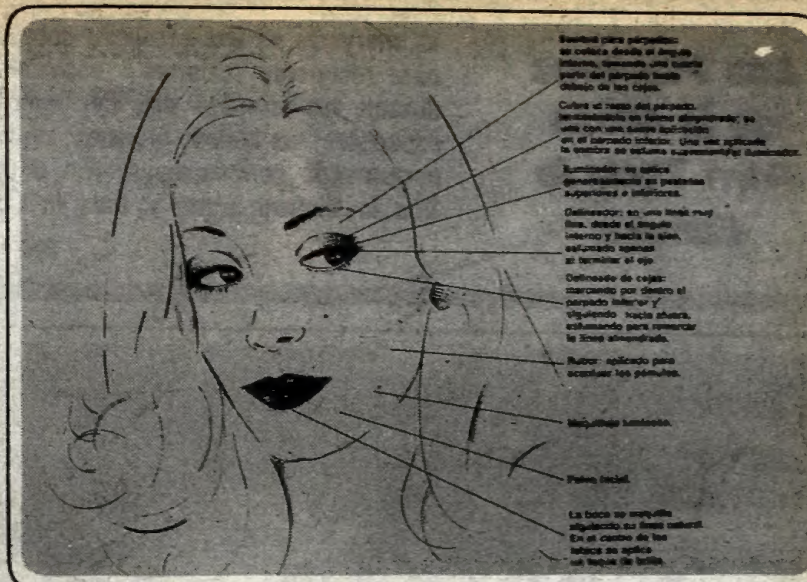 Sombra para párpados:
se coloca desde el ángulo
interno, tomando una cuarta
parte del párpado hasta
debajo de las cejas.
Cubre el resto del párpado,
en forma almendrada; se
une con una suave aplicación
en el párpado inferior. Una vez aplicada
la sombra se esfuma suavemente el iluminador.
Iluminador: se aplica
generosamente en pestañas
superiores e inferiores.
Delineador: en una línea muy
fina, desde el ángulo
interno y hacia la sien,
esfumado apenas
al terminar el ojo.
Delineado de cejas:
marcando por dentro el
párpado inferior y
siguiendo hacia afuera,
esfumando para remarcar
la línea almendrada.
Rubor: aplicado para
acentuar los pómulos.
Maquillaje
Polvo facial.
La boca se maquilla
siguiendo su línea natural.
En el centro de los
labios se aplica
un toque de brillo.